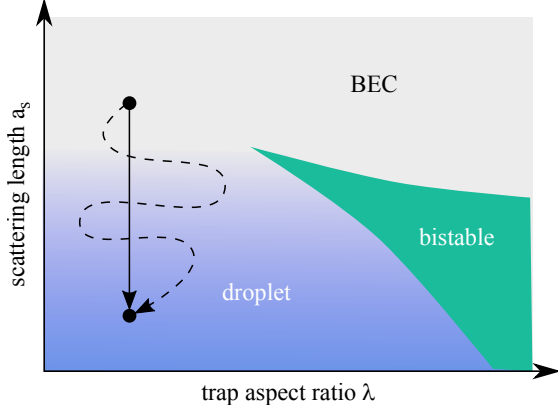 BEC
scattering length a_s
bistable
droplet
trap aspect ratio λ